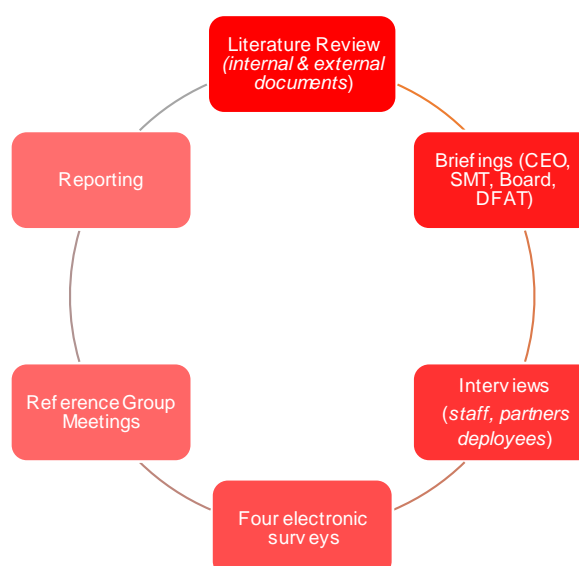 Literature Review
(internal & external
documents)
Briefings (CEO,
SMT, Board,
DFAT)
Interviews
(staff, partners
deployees)
Four electronic
surveys
Reference Group
Meetings
Reporting